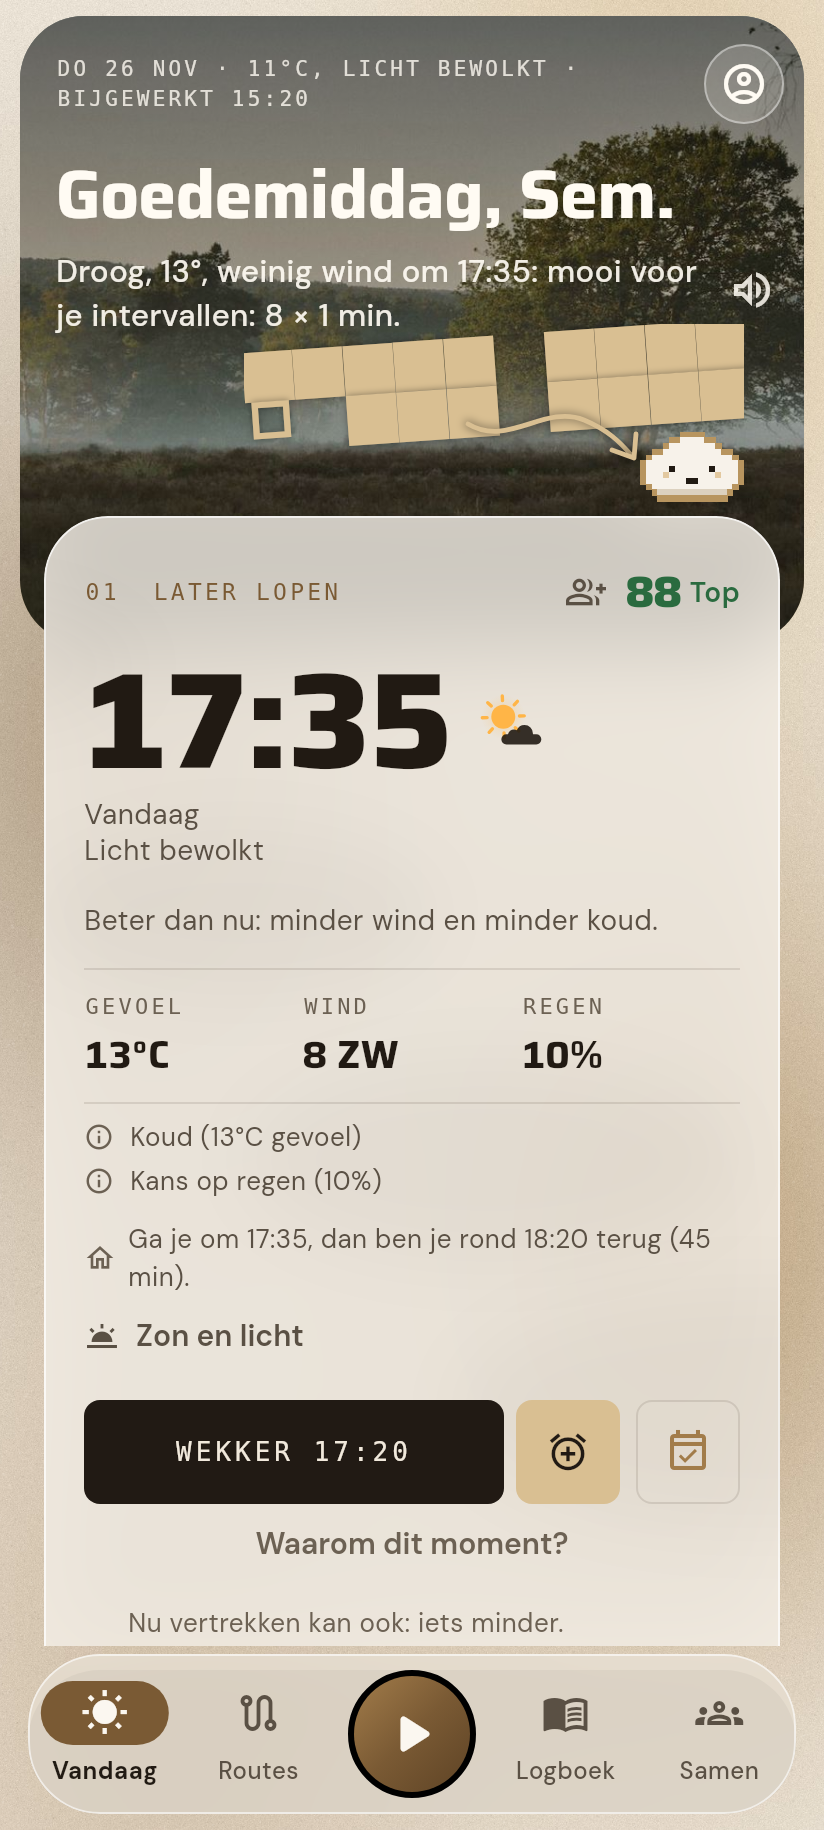 DO 26 NOV · 11°C, LICHT BEWOLKT ·
BIJGEWERKT 15:20
Goedemiddag, Sem.
Droog, 13°, weinig wind om 17:35: mooi voor
je intervallen: 8 × 1 min.
01 LATER LOPEN
88 Top
17:35
Vandaag
Licht bewolkt
Beter dan nu: minder wind en minder koud.
GEVOEL WIND REGEN
13°C 8 ZW 10%
Koud (13°C gevoel)
Kans op regen (10%)
Ga je om 17:35, dan ben je rond 18:20 terug (45
min).
Zon en licht
WEKKER 17:20
Waarom dit moment?
Nu vertrekken kan ook: iets minder.
Vandaag Routes Logboek Samen